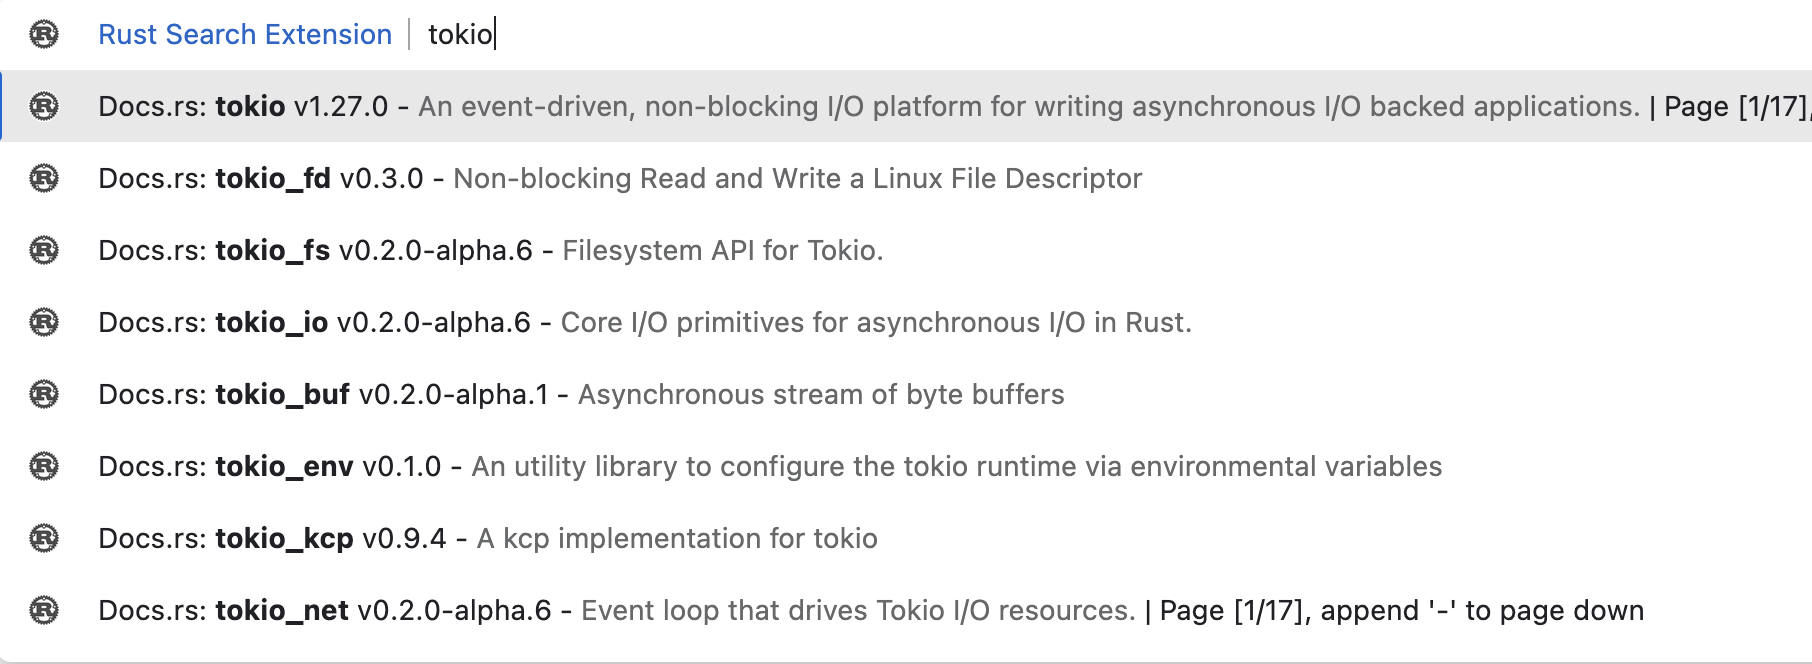 Rust Search Extension | tokio
Docs.rs: tokio v1.27.0 - An event-driven, non-blocking I/O platform for writing asynchronous I/O backed applications. | Page [1/17],
Docs.rs: tokio_fd v0.3.0 - Non-blocking Read and Write a Linux File Descriptor
Docs.rs: tokio_fs v0.2.0-alpha.6 - Filesystem API for Tokio.
Docs.rs: tokio_io v0.2.0-alpha.6 - Core I/O primitives for asynchronous I/O in Rust.
Docs.rs: tokio_buf v0.2.0-alpha.1 - Asynchronous stream of byte buffers
Docs.rs: tokio_env v0.1.0 - An utility library to configure the tokio runtime via environmental variables
Docs.rs: tokio_kcp v0.9.4 - A kcp implementation for tokio
Docs.rs: tokio_net v0.2.0-alpha.6 - Event loop that drives Tokio I/O resources. | Page [1/17], append '-' to page down